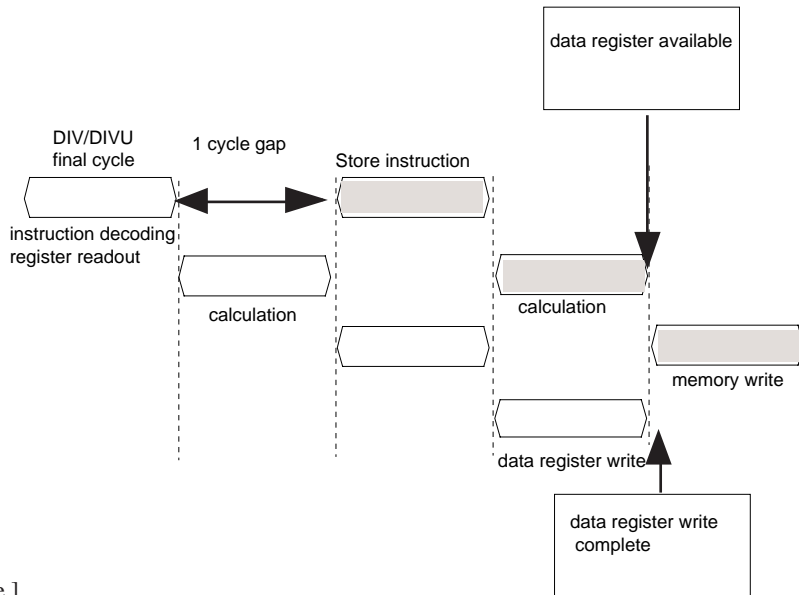 data register available
DIV/DIVU
final cycle
1 cycle gap
Store instruction
instruction decoding
register readout
calculation
calculation
memory write
data register write
data register write
complete
e ]